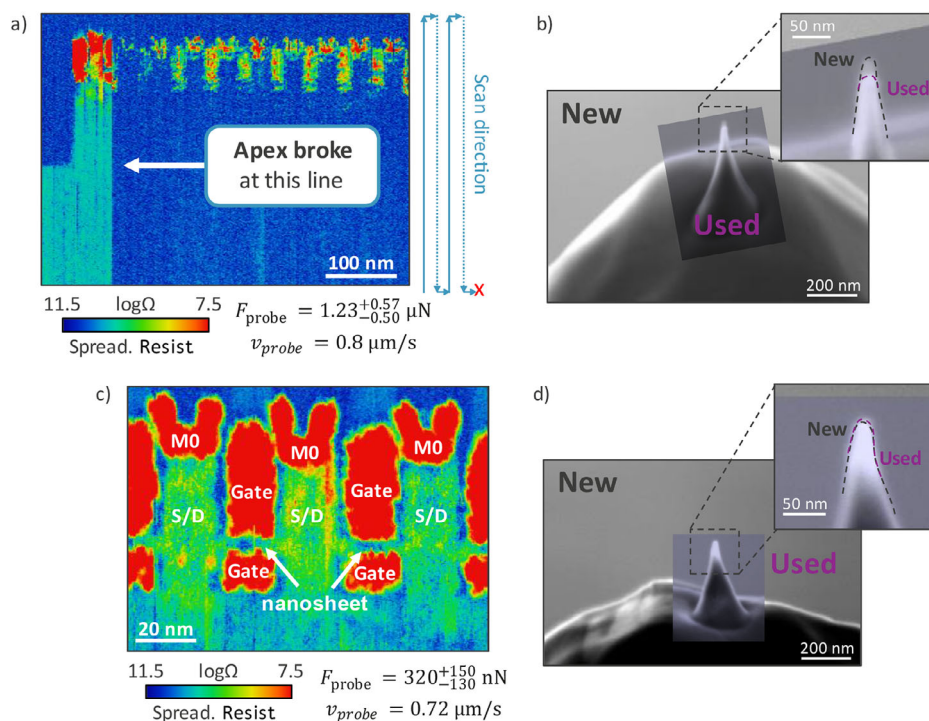 a)
Apex broke
at this line
100 nm
Scan direction
X
11.5 logΩ 7.5
Spread. Resist
F_probe = 1.23^{+0.57}_{-0.50} μN
v_probe = 0.8 μm/s
b)
50 nm
New
Used
New
Used
200 nm
c)
M0 M0 M0
Gate Gate
S/D S/D S/D
Gate Gate
nanosheet
20 nm
11.5 logΩ 7.5
Spread. Resist
F_probe = 320^{+150}_{-130} nN
v_probe = 0.72 μm/s
d)
New
Used
50 nm
New
Used
200 nm